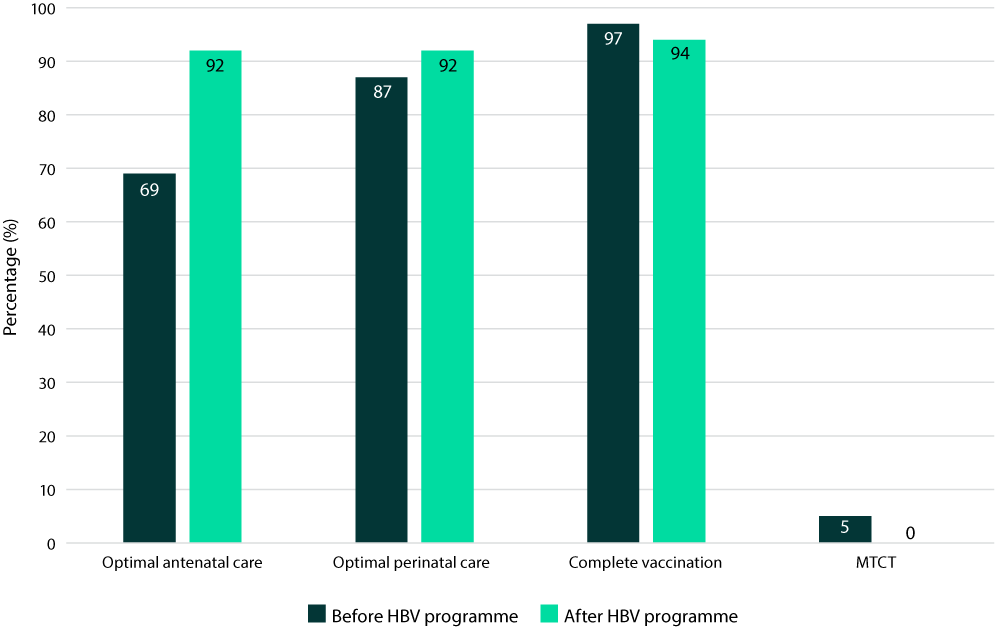 Percentage (%)
100
90
80
70
60
50
40
30
20
10
0
69
92
87
92
97
94
5
0
Optimal antenatal care
Optimal perinatal care
Complete vaccination
MTCT
Before HBV programme
After HBV programme